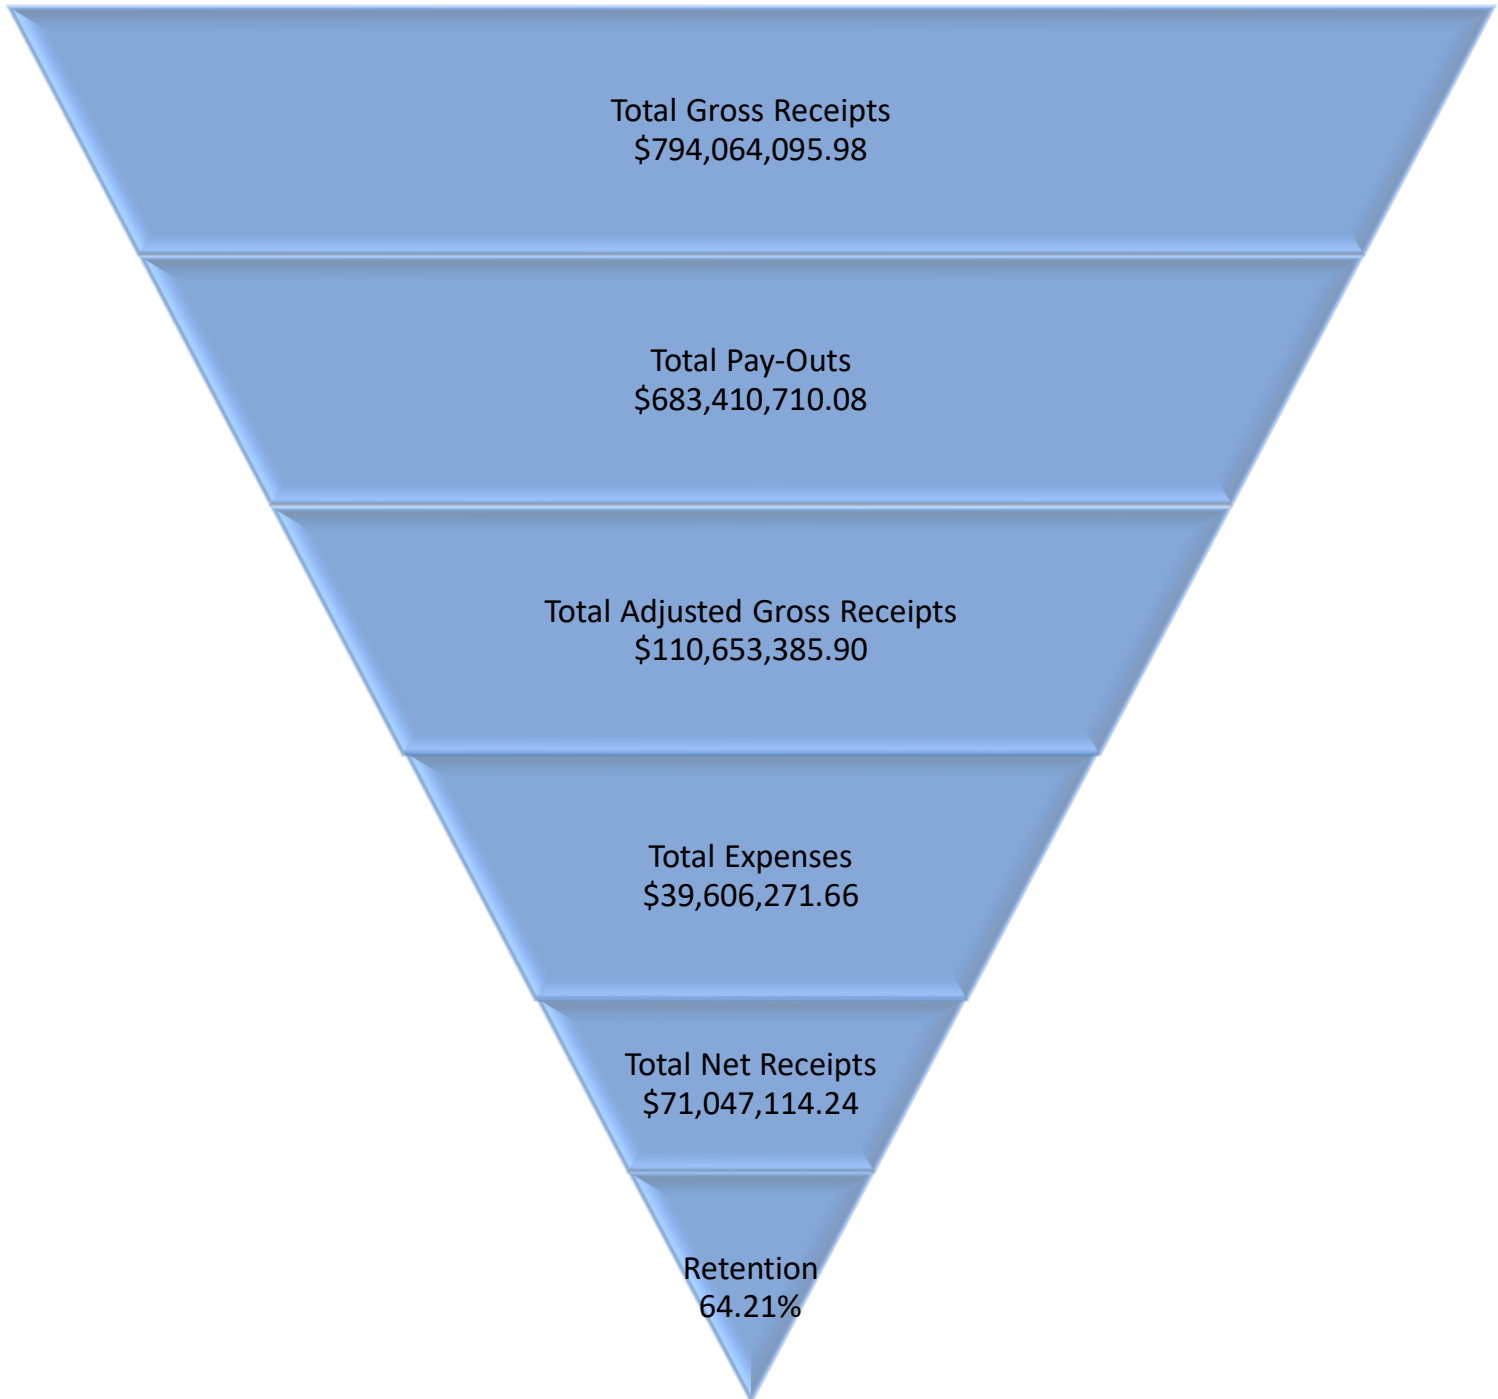 Total Gross Receipts
$794,064,095.98
Total Pay-Outs
$683,410,710.08
Total Adjusted Gross Receipts
$110,653,385.90
Total Expenses
$39,606,271.66
Total Net Receipts
$71,047,114.24
Retention
64.21%